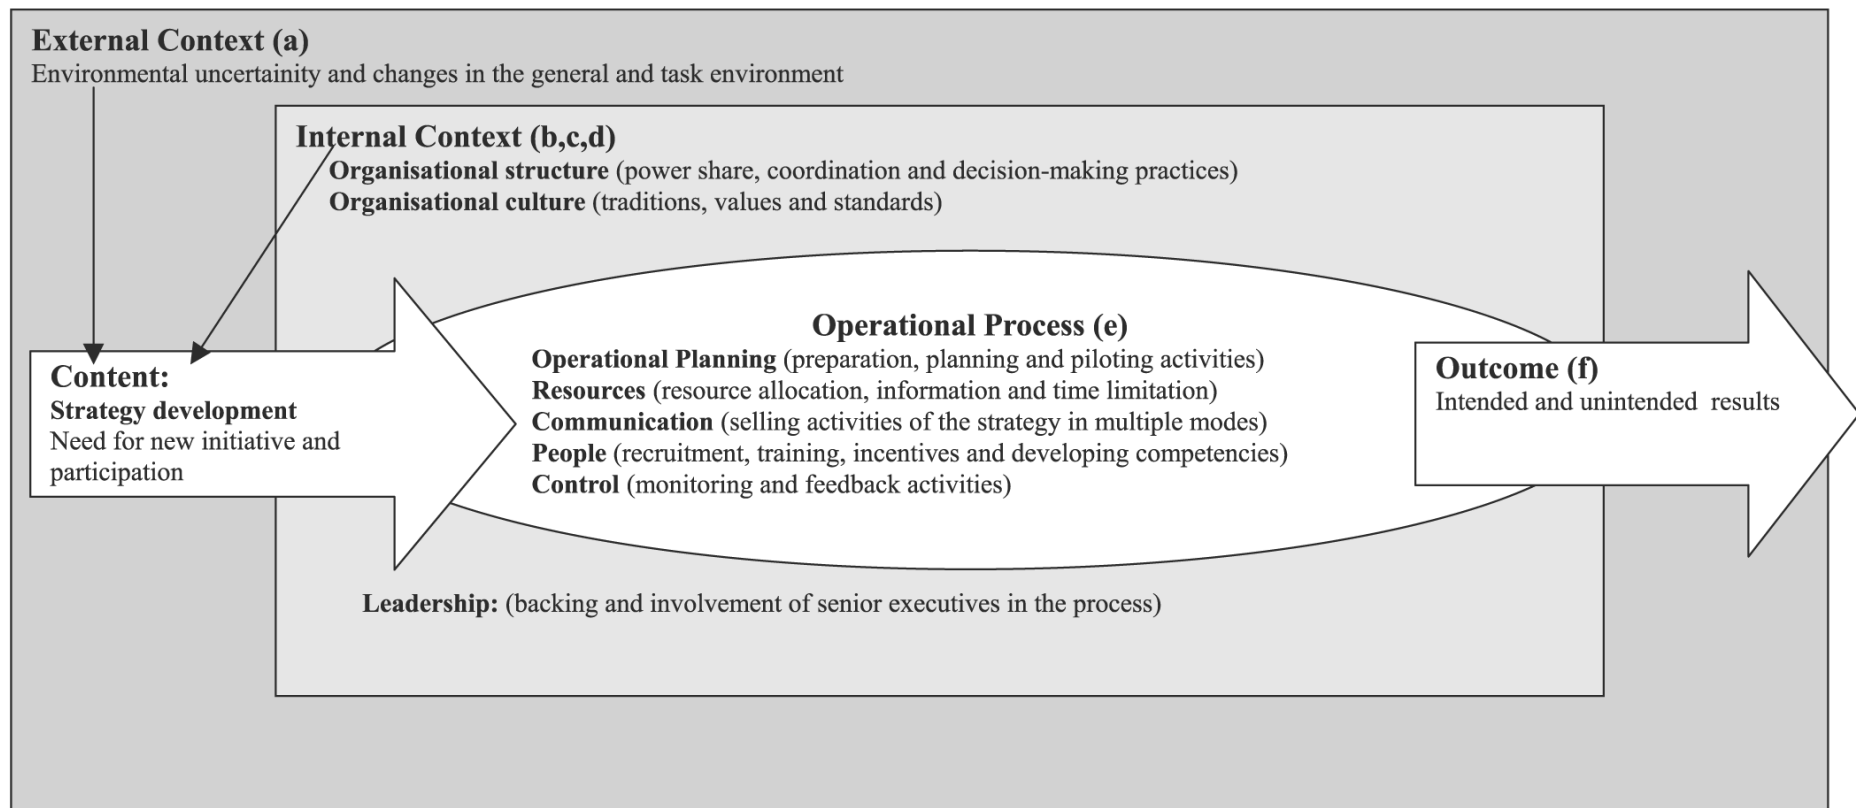 External Context (a)
Environmental uncertainity and changes in the general and task environment
Internal Context (b,c,d)
Organisational structure (power share, coordination and decision-making practices)
Organisational culture (traditions, values and standards)
Operational Process (e)
Operational Planning (preparation, planning and piloting activities)
Resources (resource allocation, information and time limitation)
Communication (selling activities of the strategy in multiple modes)
People (recruitment, training, incentives and developing competencies)
Control (monitoring and feedback activities)
Content:
Strategy development
Need for new initiative and
participation
Outcome (f)
Intended and unintended results
Leadership: (backing and involvement of senior executives in the process)